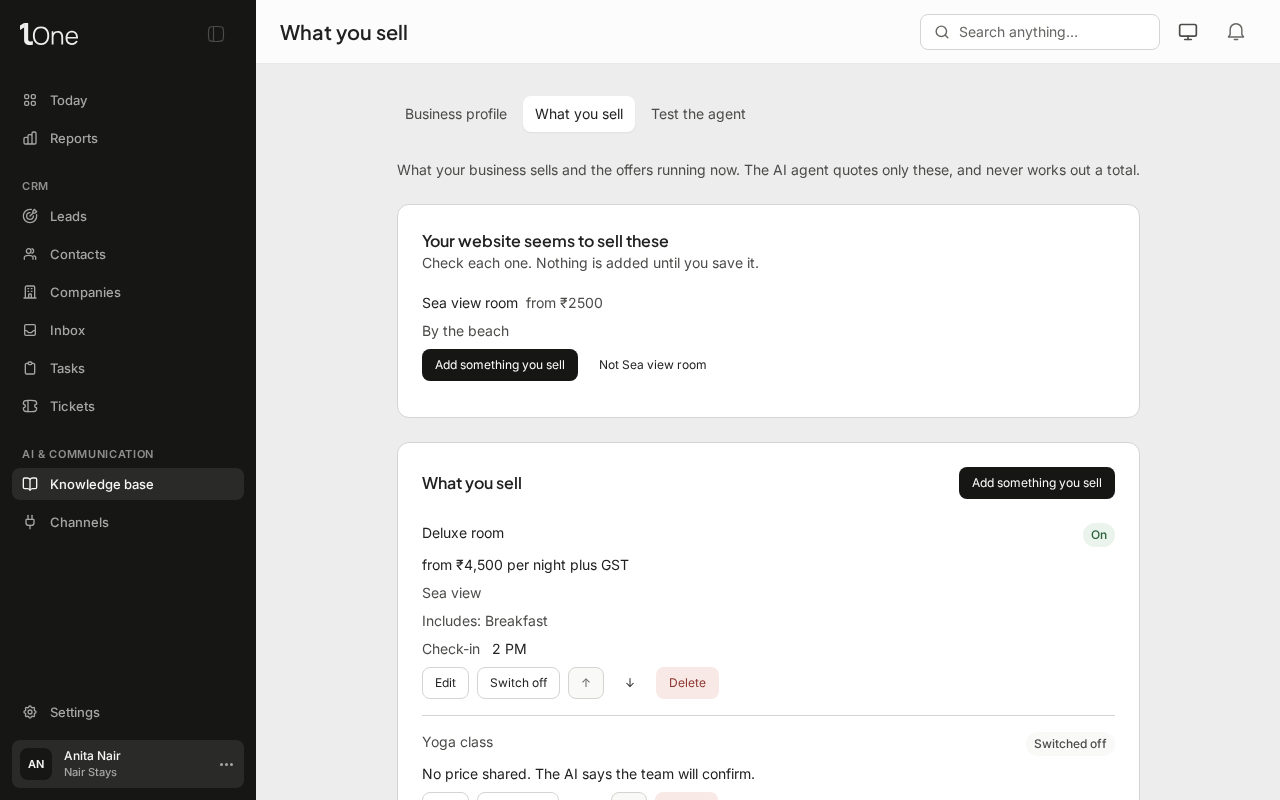 1One
What you sell
Search anything...
Today
Reports
CRM
Leads
Contacts
Companies
Inbox
Tasks
Tickets
AI & COMMUNICATION
Knowledge base
Channels
Settings
AN
Anita Nair
Nair Stays
Business profile
What you sell
Test the agent
What your business sells and the offers running now. The AI agent quotes only these, and never works out a total.
Your website seems to sell these
Check each one. Nothing is added until you save it.
Sea view room from ₹2500
By the beach
Add something you sell
Not Sea view room
What you sell
Add something you sell
Deluxe room
On
from ₹4,500 per night plus GST
Sea view
Includes: Breakfast
Check-in 2 PM
Edit
Switch off
↑
↓
Delete
Yoga class
Switched off
No price shared. The AI says the team will confirm.